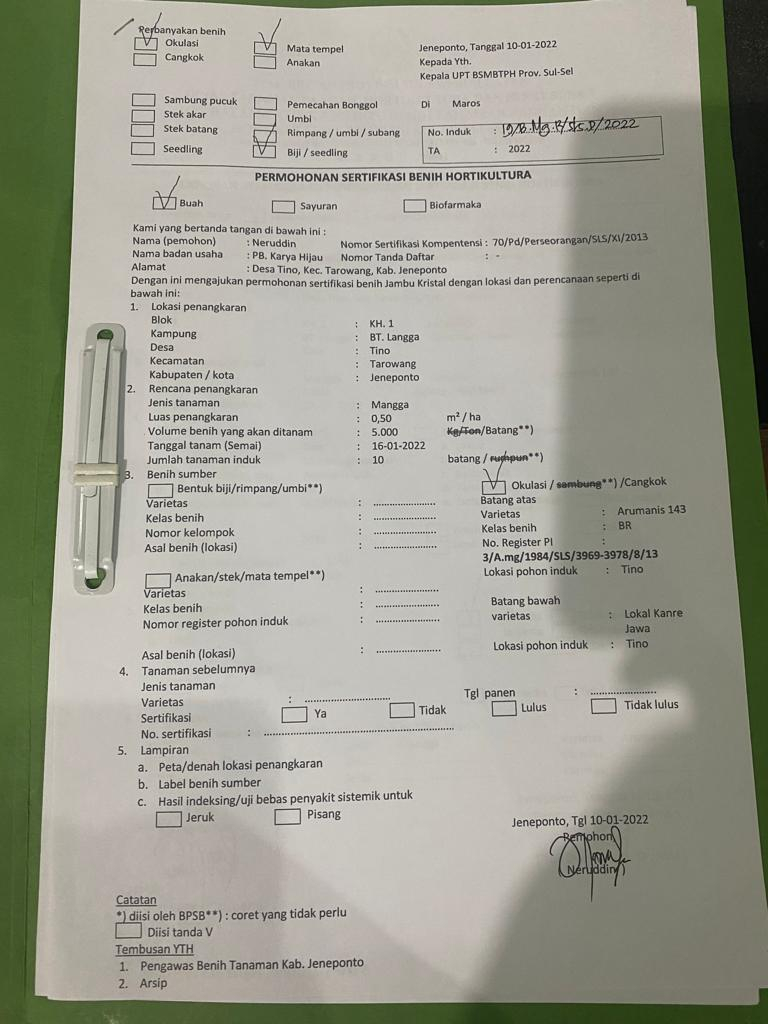 Perbanyakan benih
Okulasi Mata tempel Jeneponto, Tanggal 10-01-2022
Cangkok Anakan Kepada Yth.
Kepala UPT BSMBTPH Prov. Sul-Sel
Sambung pucuk Pemecahan Bonggol Di Maros
Stek akar Umbi
Stek batang Rimpang / umbi / subang No. Induk : 19/B.Mg.B/SLS.D/2022
Seedling Biji / seedling TA : 2022
PERMOHONAN SERTIFIKASI BENIH HORTIKULTURA
Buah Sayuran Biofarmaka
Kami yang bertanda tangan di bawah ini :
Nama (pemohon) : Neruddin Nomor Sertifikasi Kompentensi : 70/Pd/Perseorangan/SLS/XI/2013
Nama badan usaha : PB. Karya Hijau Nomor Tanda Daftar : -
Alamat : Desa Tino, Kec. Tarowang, Kab. Jeneponto
Dengan ini mengajukan permohonan sertifikasi benih Jambu Kristal dengan lokasi dan perencanaan seperti di
bawah ini:
1. Lokasi penangkaran
Blok : KH. 1
Kampung : BT. Langga
Desa : Tino
Kecamatan : Tarowang
Kabupaten / kota : Jeneponto
2. Rencana penangkaran
Jenis tanaman : Mangga
Luas penangkaran : 0,50 m² / ha
Volume benih yang akan ditanam : 5.000 Kg/Ton/Batang**)
Tanggal tanam (Semai) : 16-01-2022
Jumlah tanaman induk : 10 batang / rumpun**)
3. Benih sumber
Bentuk biji/rimpang/umbi**) Okulasi / sambung**) /Cangkok
Batang atas
Varietas : .................... Varietas : Arumanis 143
Kelas benih : .................... Kelas benih : BR
Nomor kelompok : .................... No. Register PI :
Asal benih (lokasi) : .................... 3/A.mg/1984/SLS/3969-3978/8/13
Lokasi pohon induk : Tino
Anakan/stek/mata tempel**)
Varietas : .................... Batang bawah
Kelas benih : .................... varietas : Lokal Kanre
Nomor register pohon induk : .................... Jawa
Asal benih (lokasi) : .................... Lokasi pohon induk : Tino
4. Tanaman sebelumnya
Jenis tanaman
Varietas : .................... Tgl panen : ....................
Sertifikasi Ya Tidak Lulus Tidak lulus
No. sertifikasi : ....................
5. Lampiran
a. Peta/denah lokasi penangkaran
b. Label benih sumber
c. Hasil indeksing/uji bebas penyakit sistemik untuk
Jeruk Pisang
Jeneponto, Tgl 10-01-2022
Pemohon
(Neruddin)
Catatan
*) diisi oleh BPSB**) : coret yang tidak perlu
Diisi tanda V
Tembusan YTH
1. Pengawas Benih Tanaman Kab. Jeneponto
2. Arsip